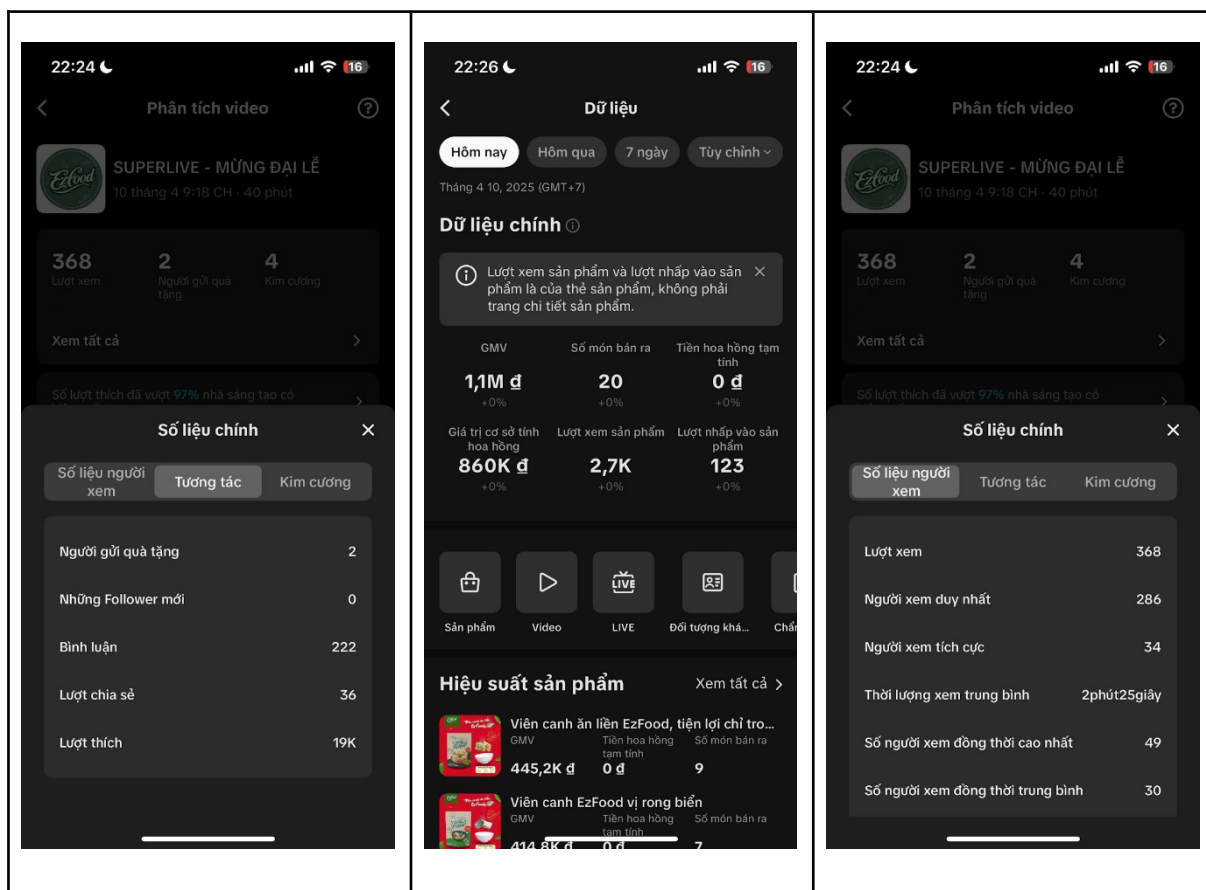 22:24
16
Phân tích video
Ezfood
SUPERLIVE - MỪNG ĐẠI LỄ
10 tháng 4 9:18 CH · 40 phút
368 2 4
Lượt xem Người gửi quà tặng Kim cương
Xem tất cả
Số lượt thích đã vượt 97% nhà sáng tạo có
Số liệu chính
Số liệu người xem Tương tác Kim cương
Người gửi quà tặng 2
Những Follower mới 0
Bình luận 222
Lượt chia sẻ 36
Lượt thích 19K
22:26
16
Dữ liệu
Hôm nay Hôm qua 7 ngày Tùy chỉnh
Tháng 4 10, 2025 (GMT+7)
Dữ liệu chính
Lượt xem sản phẩm và lượt nhấp vào sản
phẩm là của thẻ sản phẩm, không phải
trang chi tiết sản phẩm.
GMV Số món bán ra Tiền hoa hồng tạm tính
1,1M ₫ 20 0 ₫
+0% +0% +0%
Giá trị cơ sở tính hoa hồng Lượt xem sản phẩm Lượt nhấp vào sản phẩm
860K ₫ 2,7K 123
+0% +0% +0%
LIVE
Sản phẩm Video LIVE Đối tượng khá... Chẩn
Hiệu suất sản phẩm Xem tất cả
Viên canh ăn liền EzFood, tiện lợi chỉ tro...
GMV Tiền hoa hồng tạm tính Số món bán ra
445,2K ₫ 0 ₫ 9
Viên canh EzFood vị rong biển
GMV Tiền hoa hồng tạm tính Số món bán ra
414,8K ₫ 0 ₫ 7
22:24
16
Phân tích video
Ezfood
SUPERLIVE - MỪNG ĐẠI LỄ
10 tháng 4 9:18 CH · 40 phút
368 2 4
Lượt xem Người gửi quà tặng Kim cương
Xem tất cả
Số lượt thích đã vượt 97% nhà sáng tạo có
Số liệu chính
Số liệu người xem Tương tác Kim cương
Lượt xem 368
Người xem duy nhất 286
Người xem tích cực 34
Thời lượng xem trung bình 2phút25giây
Số người xem đồng thời cao nhất 49
Số người xem đồng thời trung bình 30